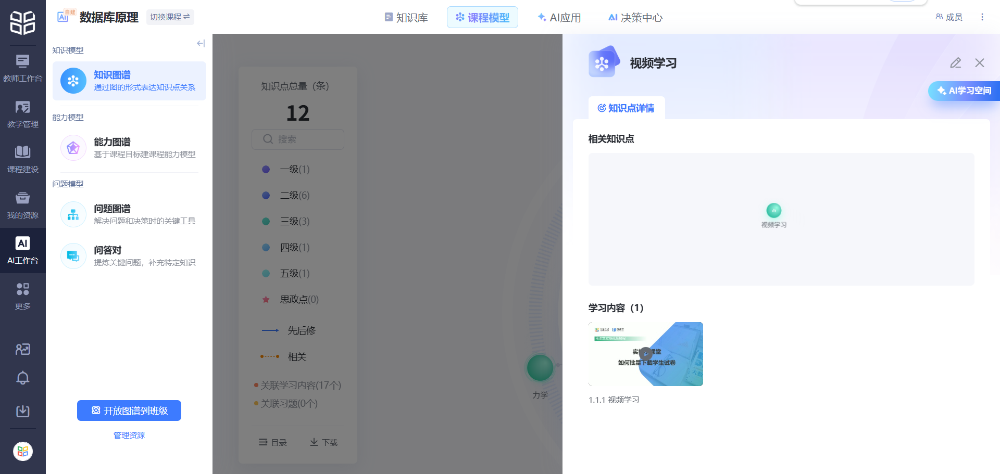 自建
AI
数据库原理
切换课程
知识库
课程模型
AI应用
AI 决策中心
成员
教师工作台
教学管理
课程建设
我的资源
AI
AI工作台
更多
知识模型
知识图谱
通过图的形式表达知识点关系
能力模型
能力图谱
基于课程目标建课程能力模型
问题模型
问题图谱
解决问题和决策时的关键工具
问答对
提炼关键问题，补充特定知识
开放图谱到班级
管理资源
知识点总量（条）
12
搜索
一级(1)
二级(6)
三级(3)
四级(1)
五级(1)
思政点(0)
先后修
相关
关联学习内容(17个)
关联习题(0个)
目录
下载
力学
视频学习
AI学习空间
知识点详情
相关知识点
视频学习
学习内容（1）
如何批量下载学生试卷
1.1.1 视频学习